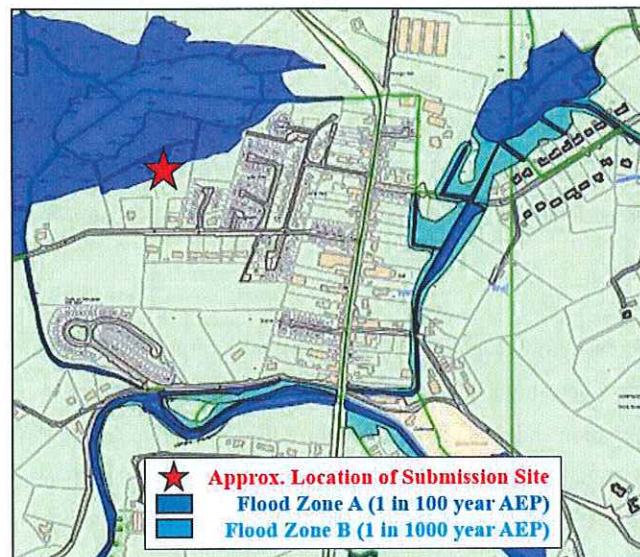 Approx. Location of Submission Site
Flood Zone A (1 in 100 year AEP)
Flood Zone B (1 in 1000 year AEP)